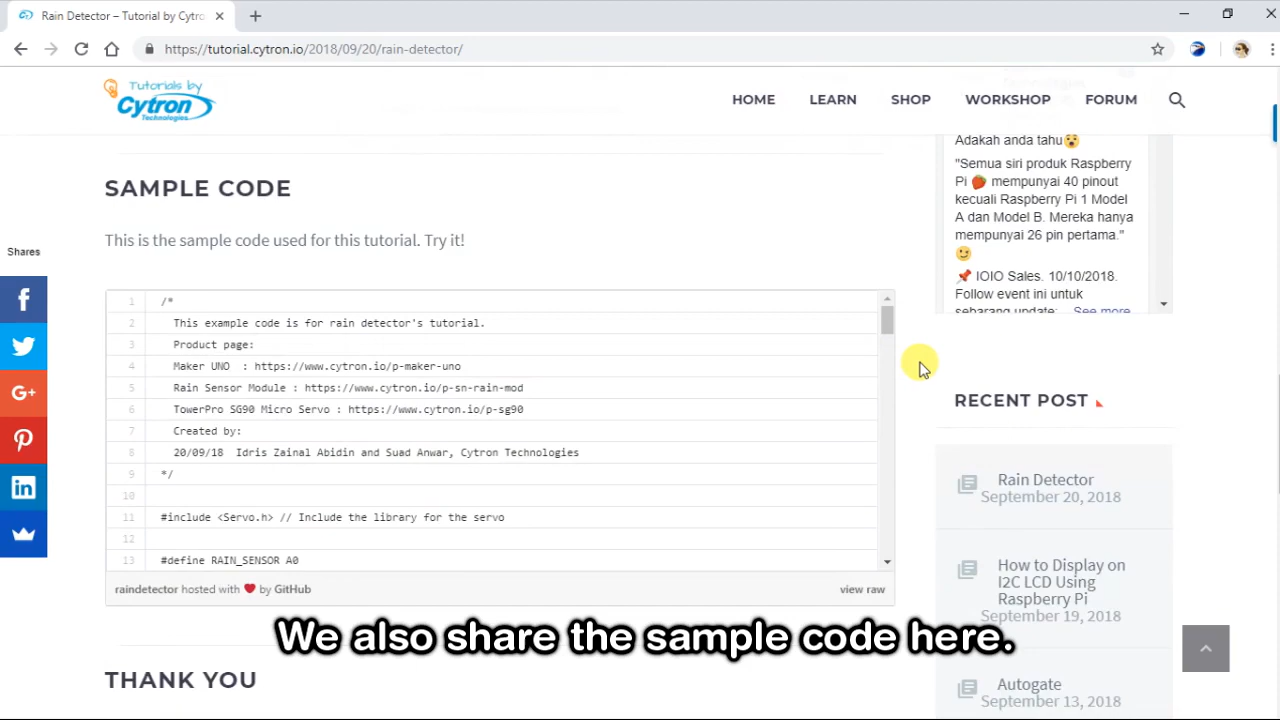 Rain Detector – Tutorial by Cytro
https://tutorial.cytron.io/2018/09/20/rain-detector/
Tutorials by
Cytron
Technologies
HOME
LEARN
SHOP
WORKSHOP
FORUM
SAMPLE CODE
This is the sample code used for this tutorial. Try it!
Shares
1 /*
2 This example code is for rain detector's tutorial.
3 Product page:
4 Maker UNO : https://www.cytron.io/p-maker-uno
5 Rain Sensor Module : https://www.cytron.io/p-sn-rain-mod
6 TowerPro SG90 Micro Servo : https://www.cytron.io/p-sg90
7 Created by:
8 20/09/18 Idris Zainal Abidin and Suad Anwar, Cytron Technologies
9 */
10
11 #include <Servo.h> // Include the library for the servo
12
13 #define RAIN_SENSOR A0
raindetector hosted with ❤ by GitHub
view raw
Adakah anda tahu😯
"Semua siri produk Raspberry
Pi 🍓 mempunyai 40 pinout
kecuali Raspberry Pi 1 Model
A dan Model B. Mereka hanya
mempunyai 26 pin pertama."
🙂
📌 IOIO Sales. 10/10/2018.
Follow event ini untuk
sebarang update: See more
RECENT POST
Rain Detector
September 20, 2018
How to Display on
I2C LCD Using
Raspberry Pi
September 19, 2018
Autogate
September 13, 2018
We also share the sample code here.
THANK YOU